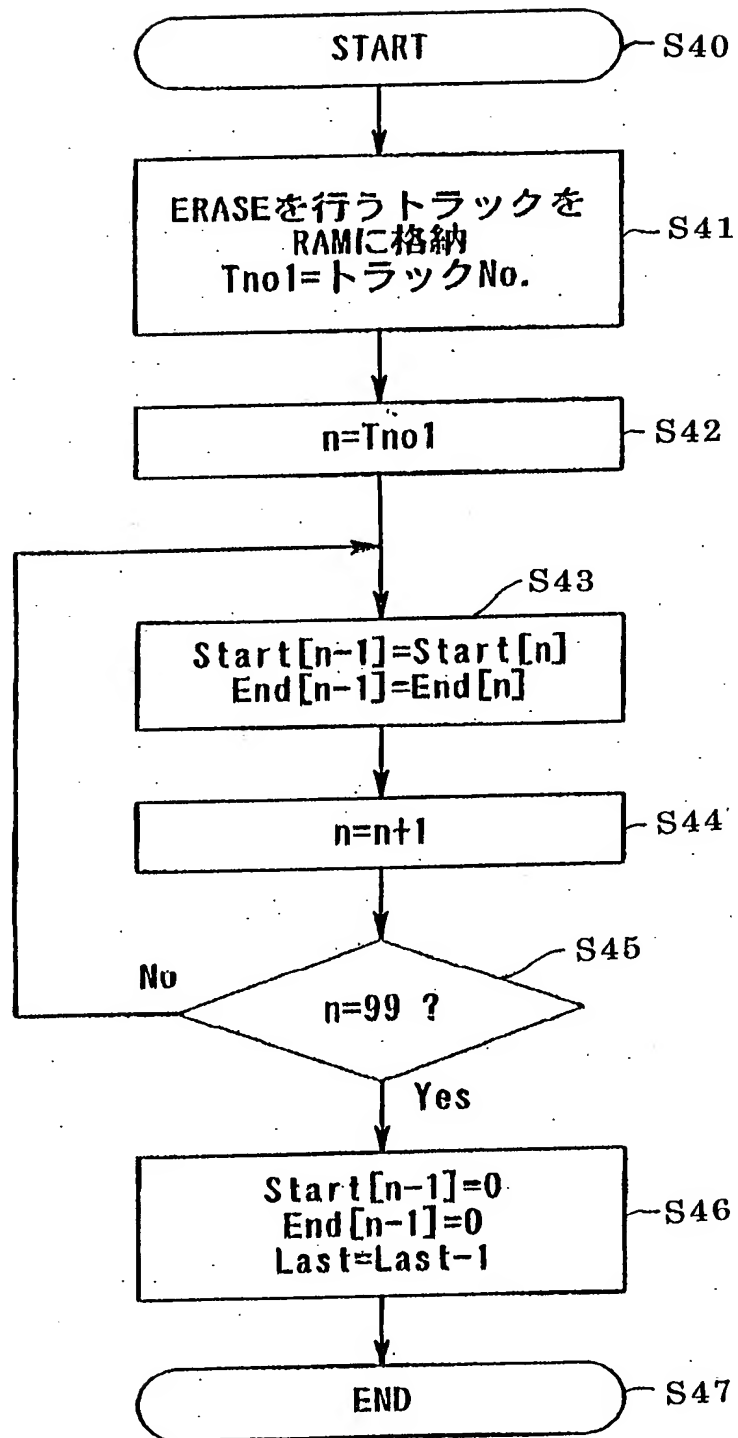 START
S40
ERASEを行うトラックを
RAMに格納
Tno1=トラックNo.
S41
n=Tno1
S42
S43
Start[n-1]=Start[n]
End[n-1]=End[n]
n=n+1
S44
S45
No
n=99 ?
Yes
Start[n-1]=0
End[n-1]=0
Last=Last-1
S46
END
S47